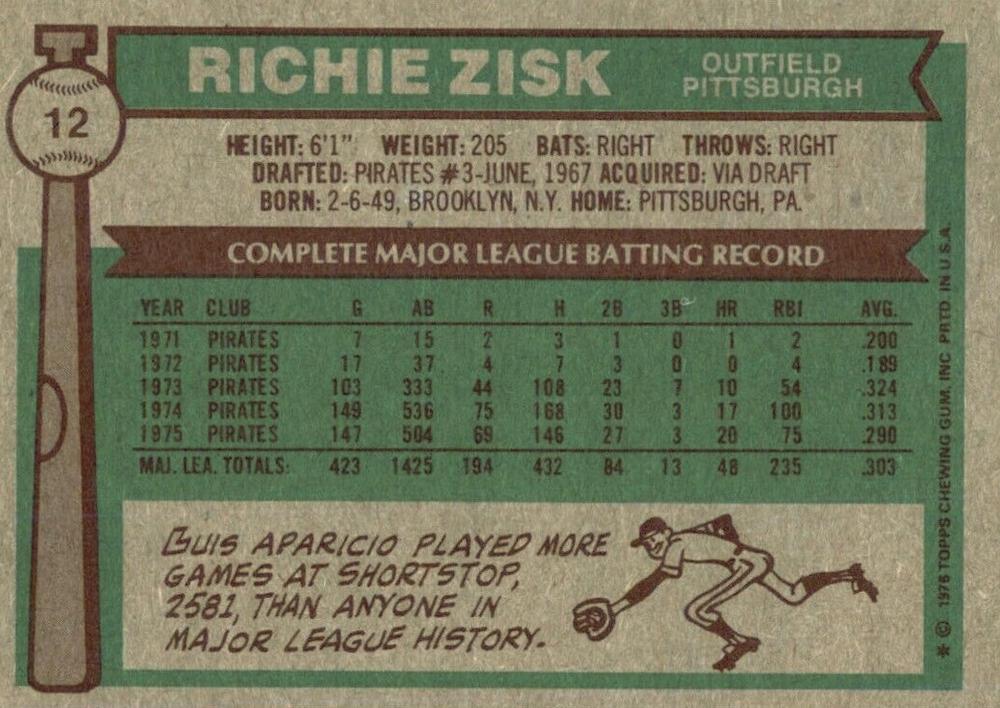 12
RICHIE ZISK
OUTFIELD
PITTSBURGH
HEIGHT: 6'1" WEIGHT: 205 BATS: RIGHT THROWS: RIGHT
DRAFTED: PIRATES #3-JUNE, 1967 ACQUIRED: VIA DRAFT
BORN: 2-6-49, BROOKLYN, N.Y. HOME: PITTSBURGH, PA.
COMPLETE MAJOR LEAGUE BATTING RECORD
YEAR CLUB G AB R H 2B 3B HR RBI AVG.
1971 PIRATES 7 15 2 3 1 0 1 2 .200
1972 PIRATES 17 37 4 7 3 0 0 4 .189
1973 PIRATES 103 333 44 108 23 7 10 54 .324
1974 PIRATES 149 536 75 168 30 3 17 100 .313
1975 PIRATES 147 504 69 146 27 3 20 75 .290
MAJ. LEA. TOTALS: 423 1425 194 432 84 13 48 235 .303
LUIS APARICIO PLAYED MORE
GAMES AT SHORTSTOP,
2581, THAN ANYONE IN
MAJOR LEAGUE HISTORY.
* © 1976 TOPPS CHEWING GUM, INC PRTD. IN U.S.A.